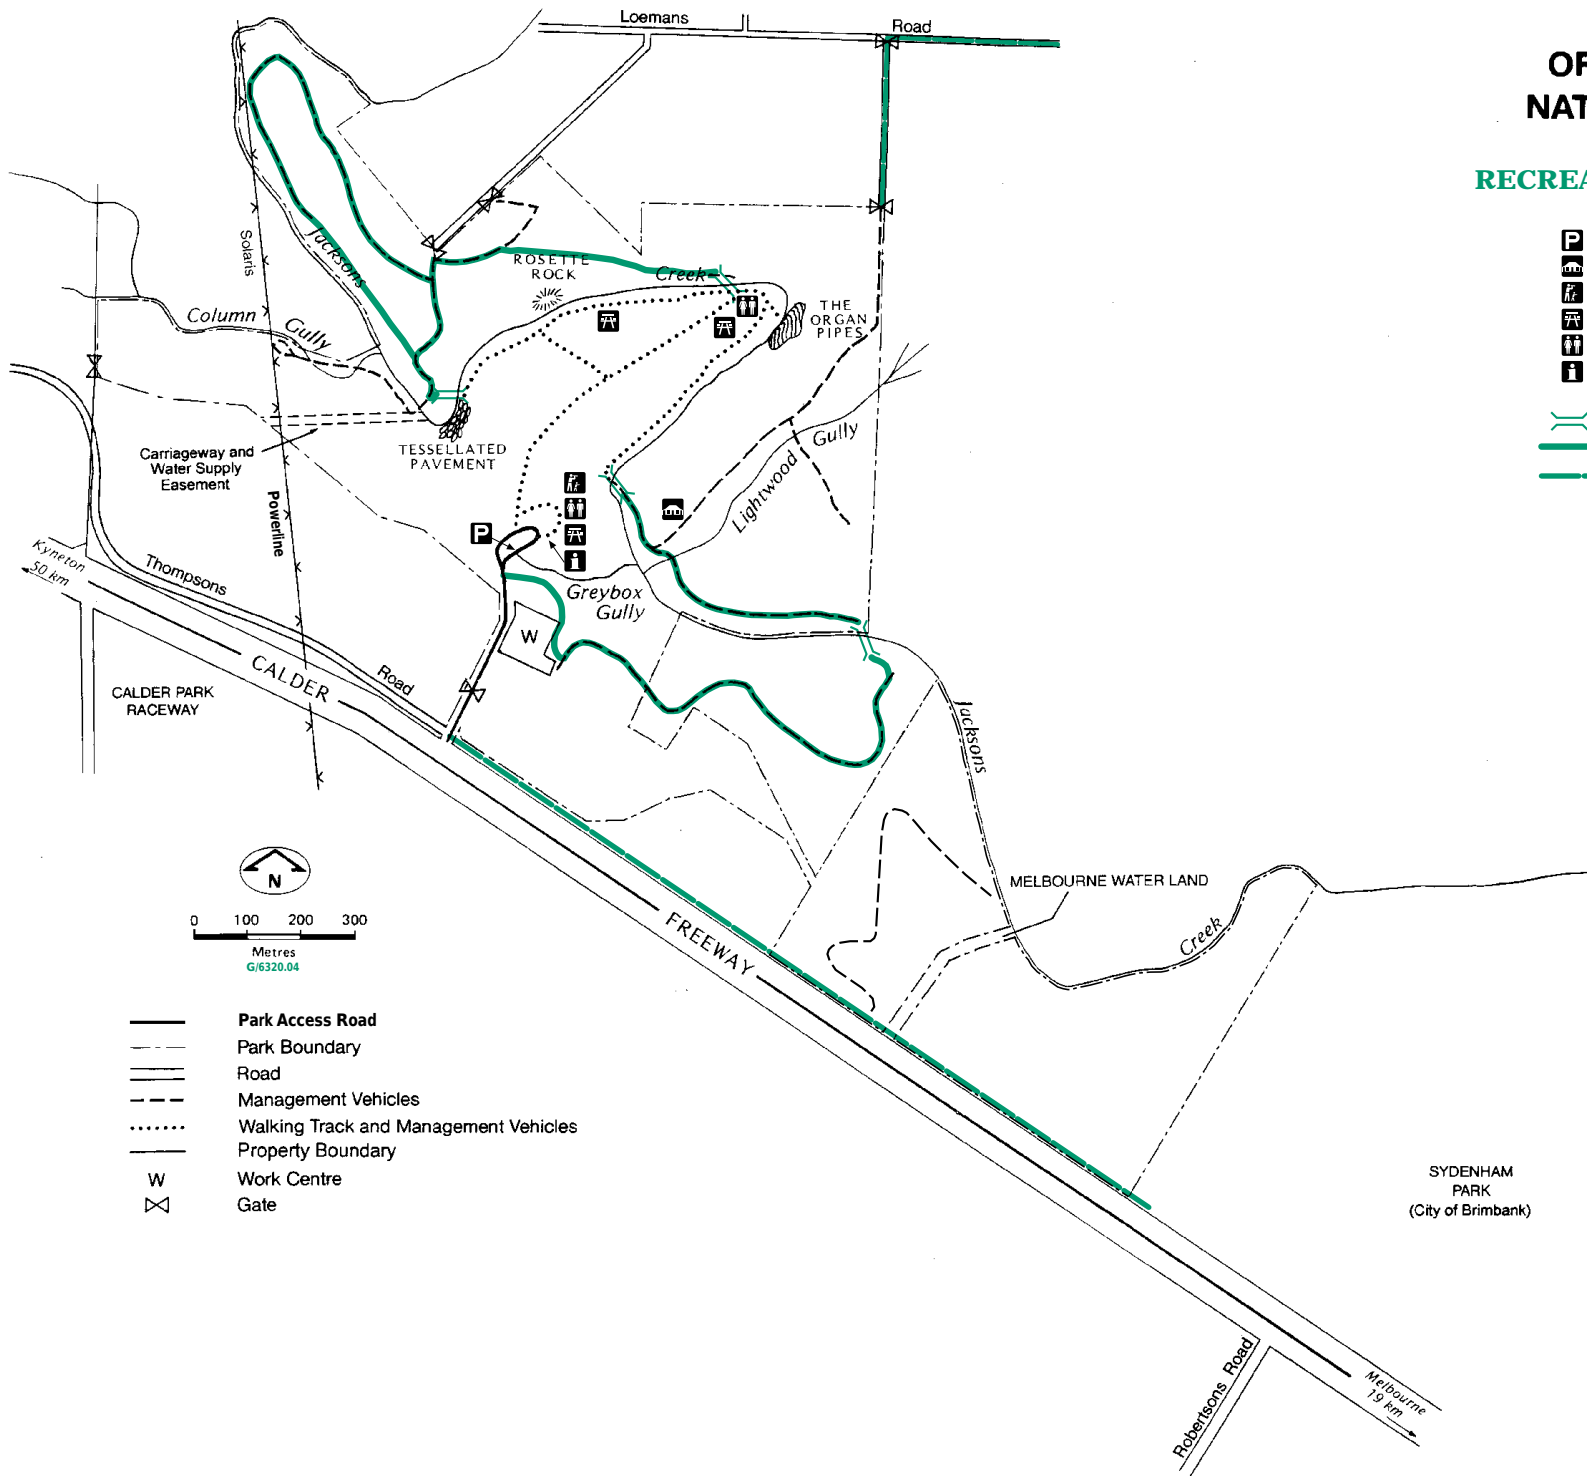 Loemans
Road
OR
NAT
RECREA
P
i
Solaris
Jacksons
ROSETTE
ROCK
Creek
THE
ORGAN
PIPES
Column
Gully
TESSELLATED
PAVEMENT
Carriageway and
Water Supply
Easement
Powerline
Gully
Lightwood
P
i
Kyneton
50 km
Thompsons
Road
Greybox
Gully
W
CALDER
CALDER PARK
RACEWAY
Jacksons
MELBOURNE WATER LAND
Creek
FREEWAY
N
0 100 200 300
Metres
G/6320.04
Park Access Road
Park Boundary
Road
Management Vehicles
Walking Track and Management Vehicles
Property Boundary
W Work Centre
Gate
SYDENHAM
PARK
(City of Brimbank)
Robertsons Road
Melbourne
19 km